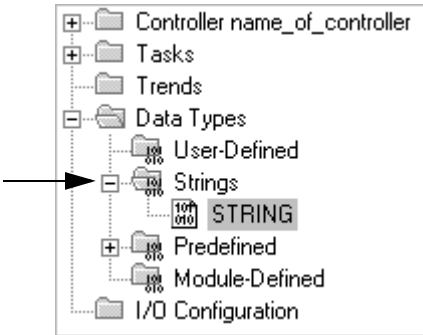 Controller name_of_controller
Tasks
Trends
Data Types
User-Defined
Strings
STRING
Predefined
Module-Defined
I/O Configuration